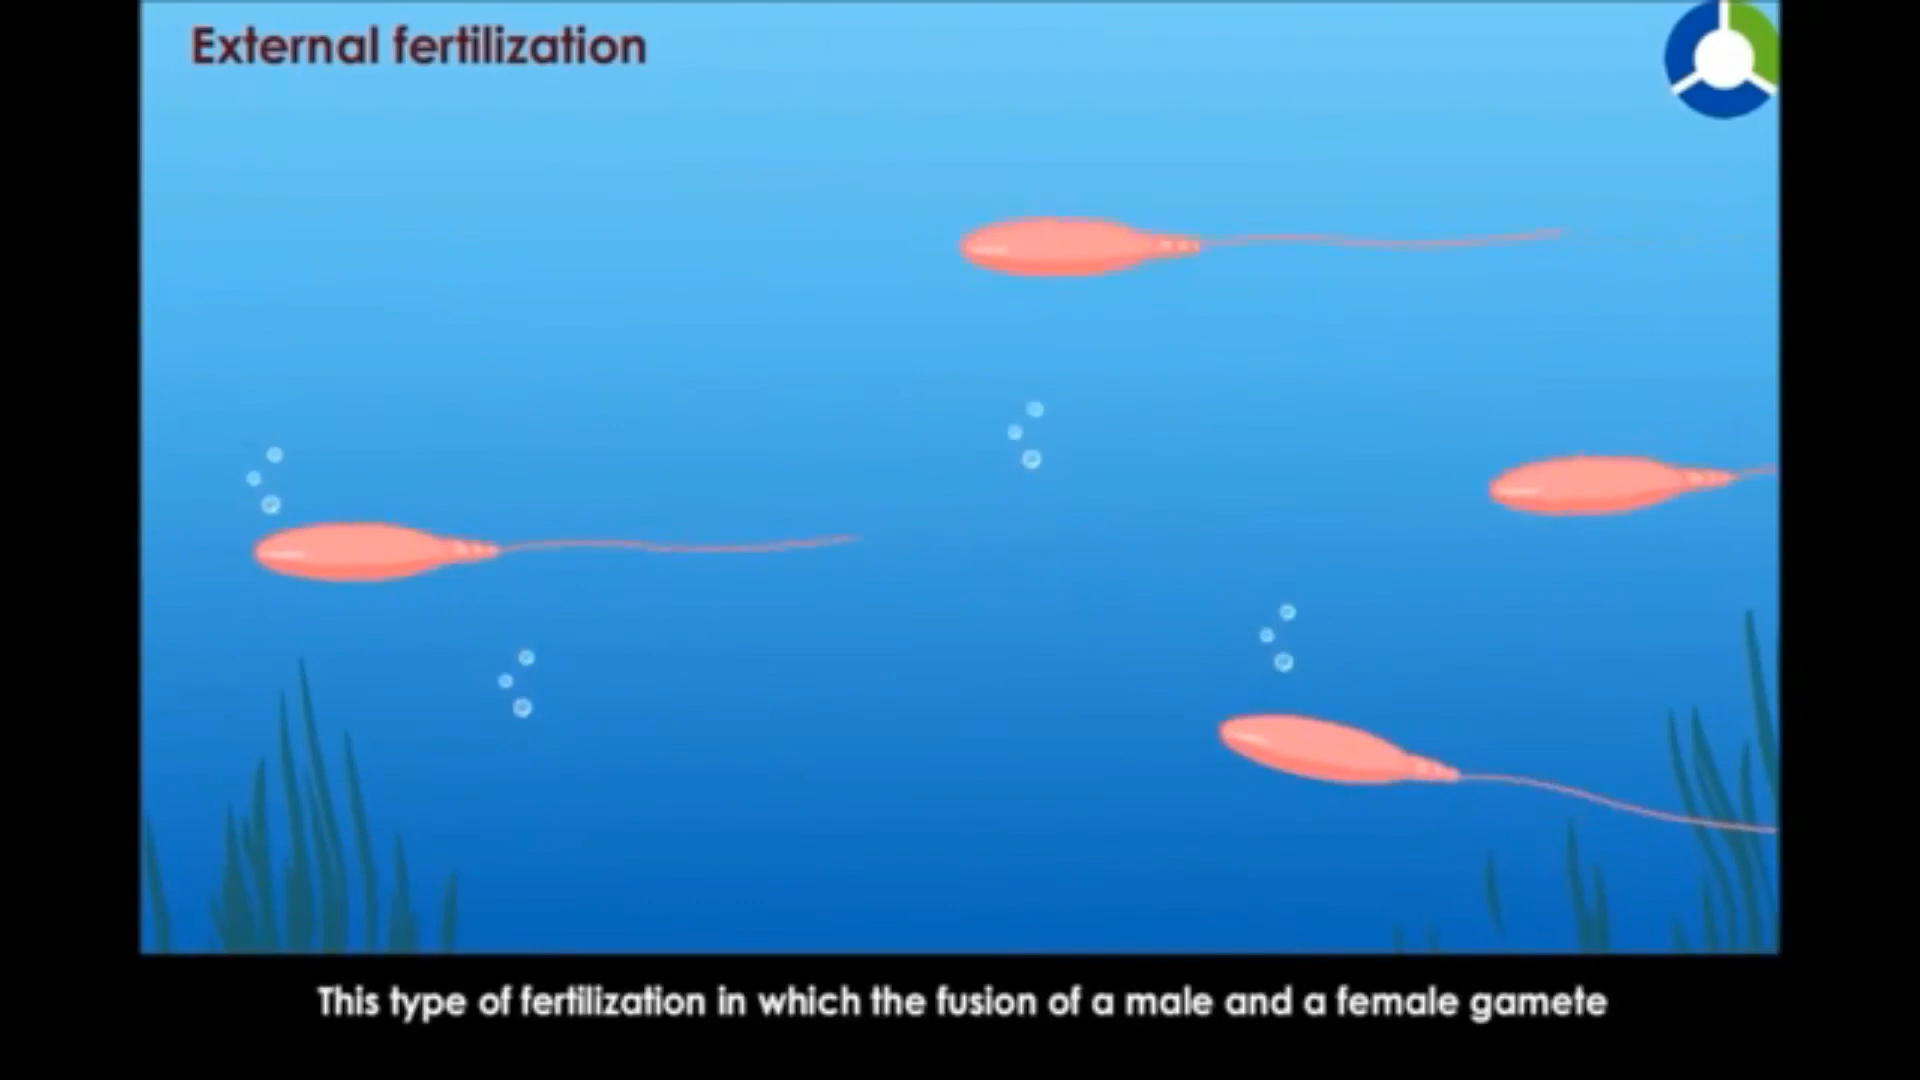 External fertilization
This type of fertilization in which the fusion of a male and a female gamete